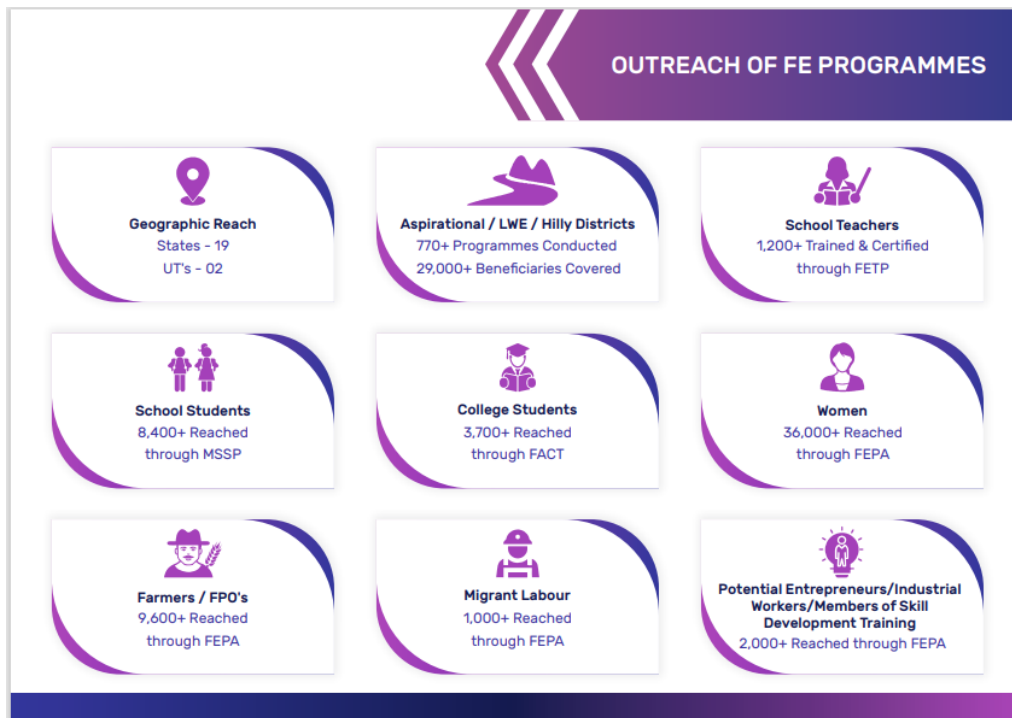 OUTREACH OF FE PROGRAMMES
Geographic Reach
States - 19
UT's - 02
Aspirational / LWE / Hilly Districts
770+ Programmes Conducted
29,000+ Beneficiaries Covered
School Teachers
1,200+ Trained & Certified
through FETP
School Students
8,400+ Reached
through MSSP
College Students
3,700+ Reached
through FACT
Women
36,000+ Reached
through FEPA
Farmers / FPO's
9,600+ Reached
through FEPA
Migrant Labour
1,000+ Reached
through FEPA
Potential Entrepreneurs/Industrial
Workers/Members of Skill
Development Training
2,000+ Reached through FEPA